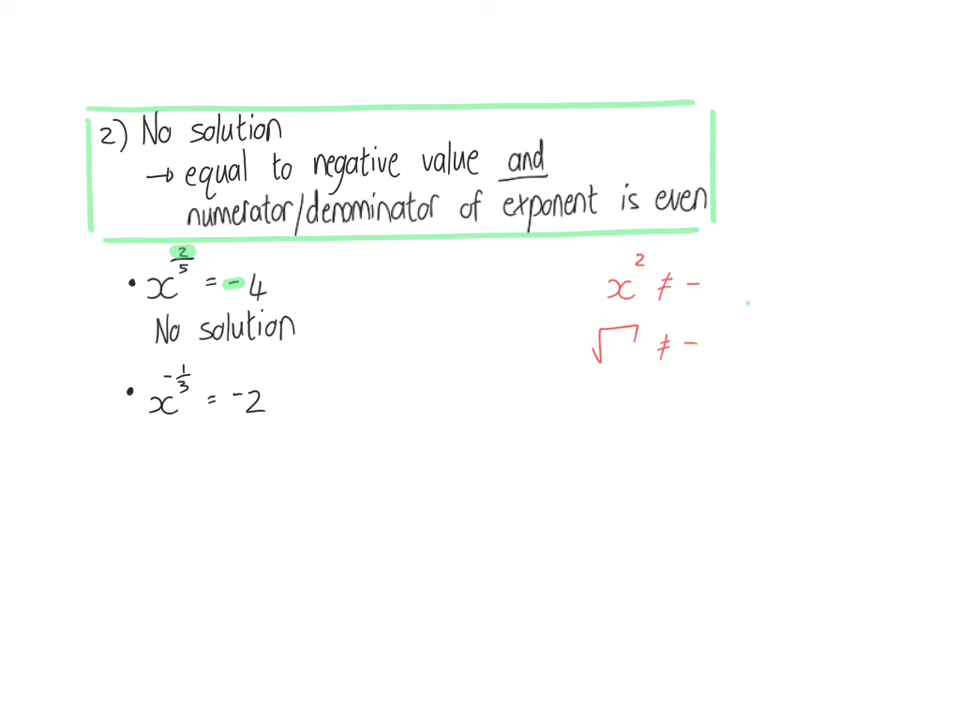 2) No solution
→ equal to negative value and
numerator/denominator of exponent is even
• x^(2/5) = -4
No solution
• x^(-1/3) = -2
x² ≠ -
√ ≠ -